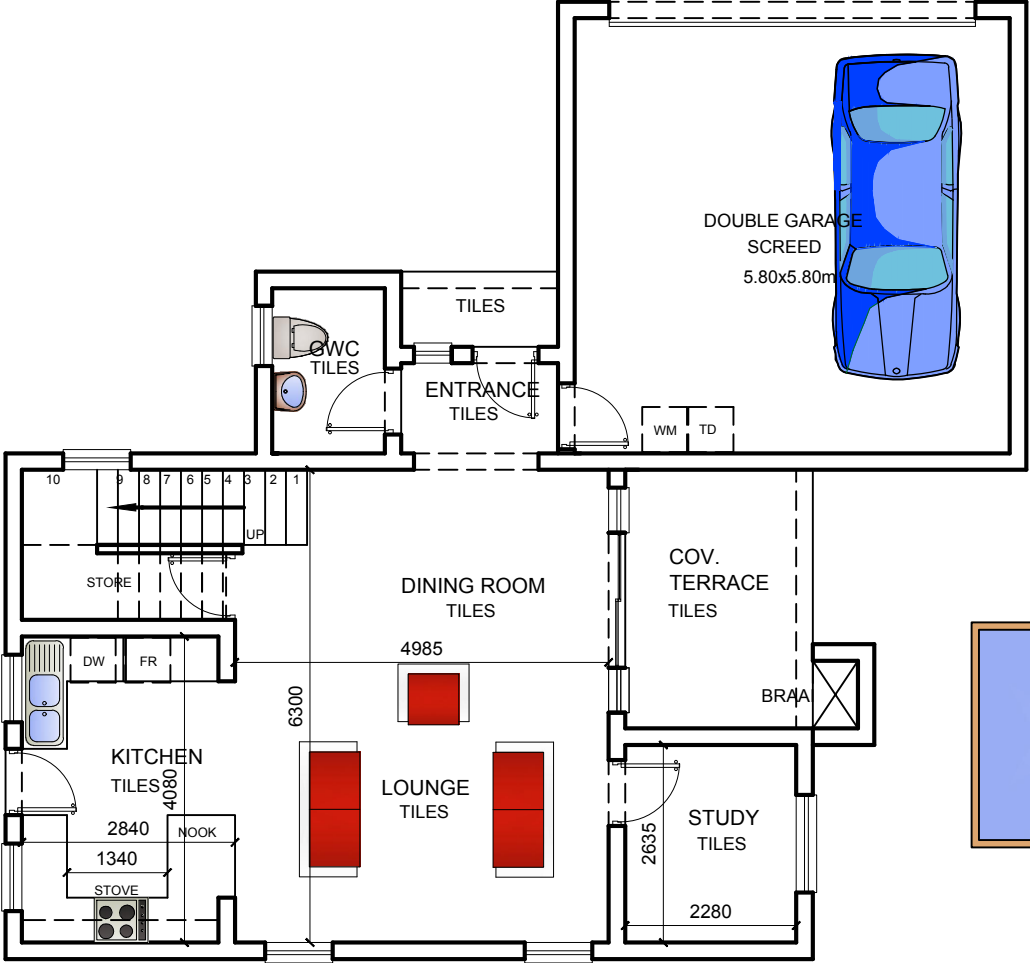 DOUBLE GARAGE
SCREED
5.80x5.80m
TILES
GWC
TILES
ENTRANCE
TILES
WM
TD
10
9
8
7
6
5
4
3
2
1
UP
STORE
DINING ROOM
TILES
COV.
TERRACE
TILES
4985
DW
FR
6300
BRAAI
KITCHEN
TILES
4080
LOUNGE
TILES
STUDY
TILES
2635
2840
NOOK
1340
STOVE
2280